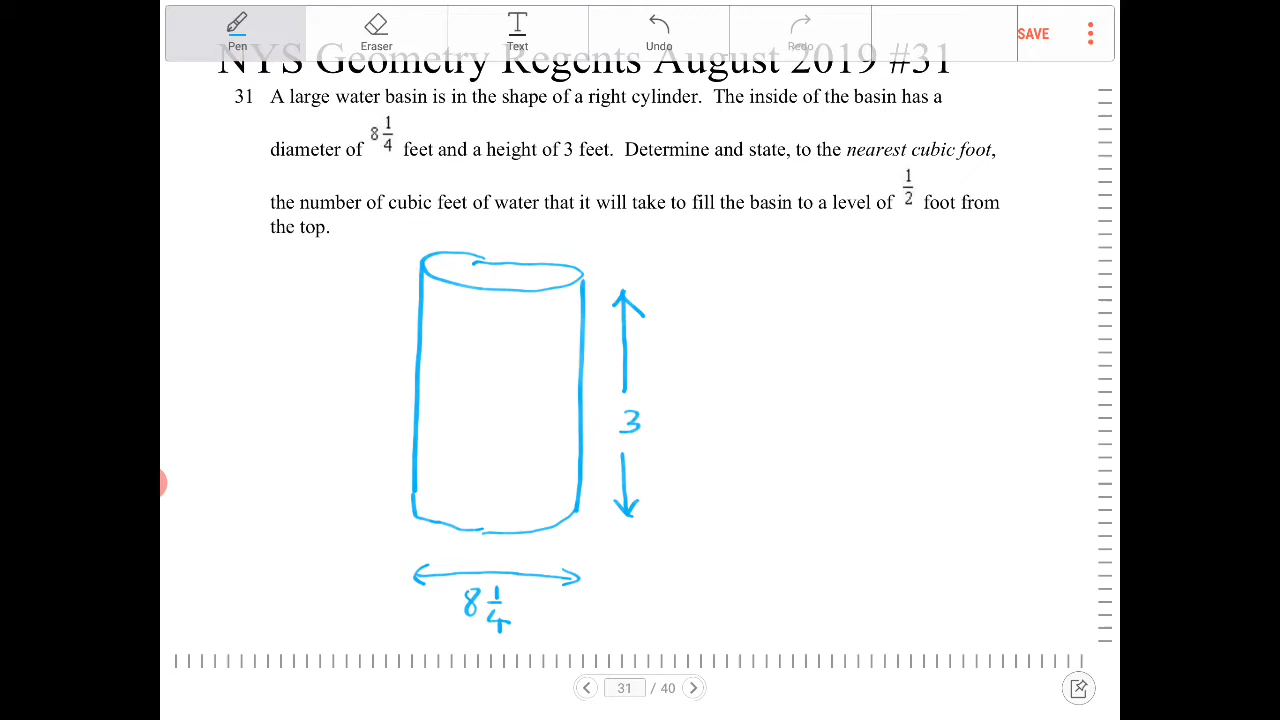 Pen Eraser Text Undo Redo SAVE
NYS Geometry Regents August 2019 #31
31 A large water basin is in the shape of a right cylinder. The inside of the basin has a
diameter of 8 1/4 feet and a height of 3 feet. Determine and state, to the nearest cubic foot,
the number of cubic feet of water that it will take to fill the basin to a level of 1/2 foot from
the top.
3
8 1/4
31 / 40